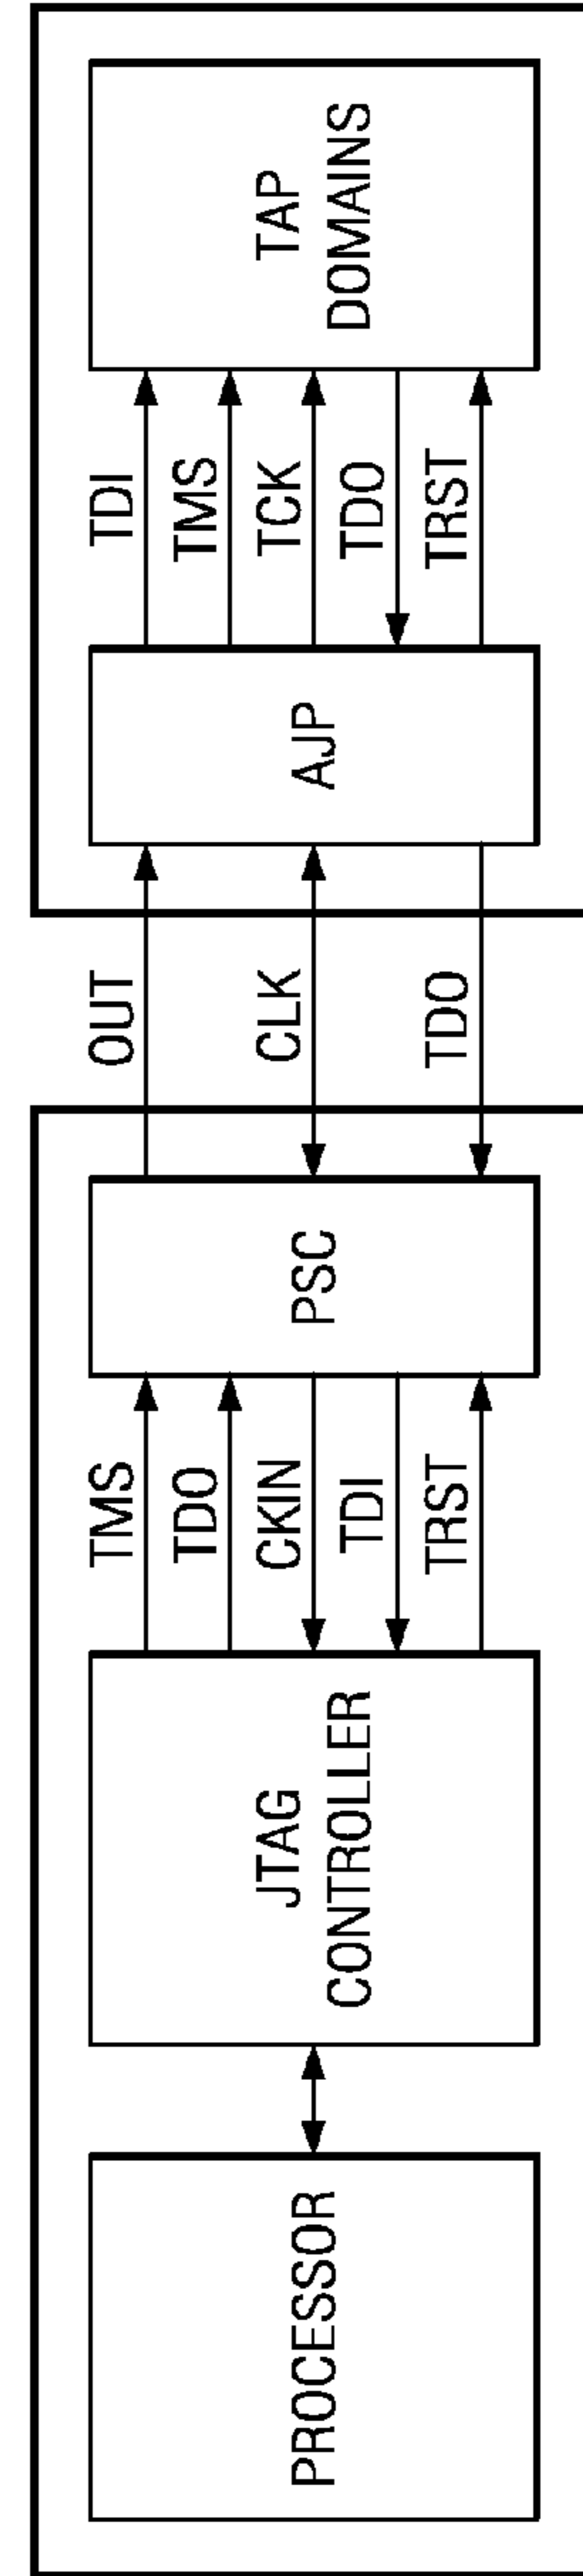 PROCESSOR
JTAG
CONTROLLER
TMS
TDO
CKIN
TDI
TRST
PSC
OUT
CLK
TDO
AJP
TDI
TMS
TCK
TDO
TRST
TAP
DOMAINS